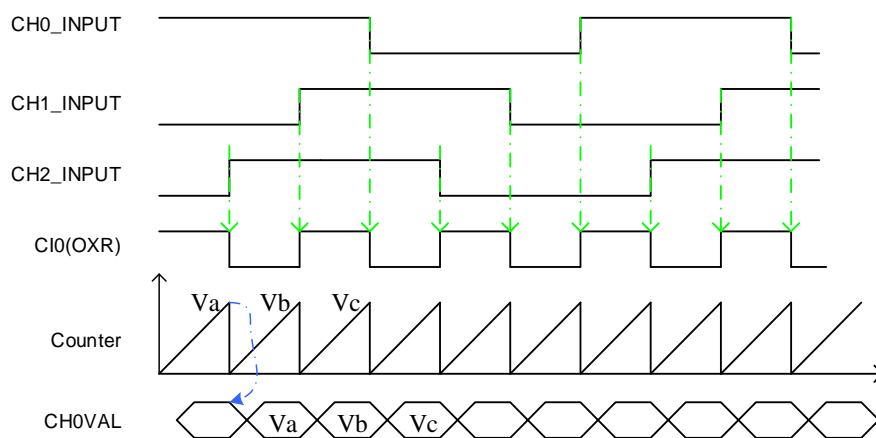 CH0_INPUT
CH1_INPUT
CH2_INPUT
CI0(OXR)
Va Vb Vc
Counter
CH0VAL Va Vb Vc